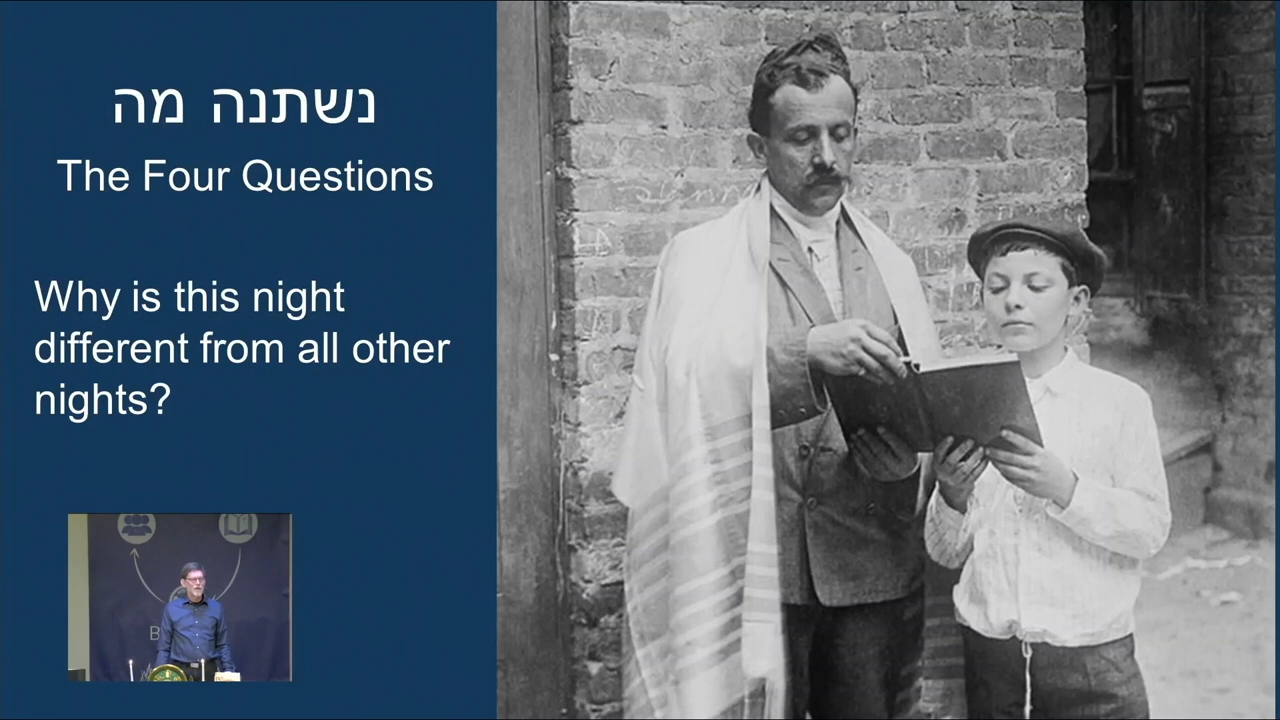 נשתנה מה
The Four Questions
Why is this night
different from all other
nights?